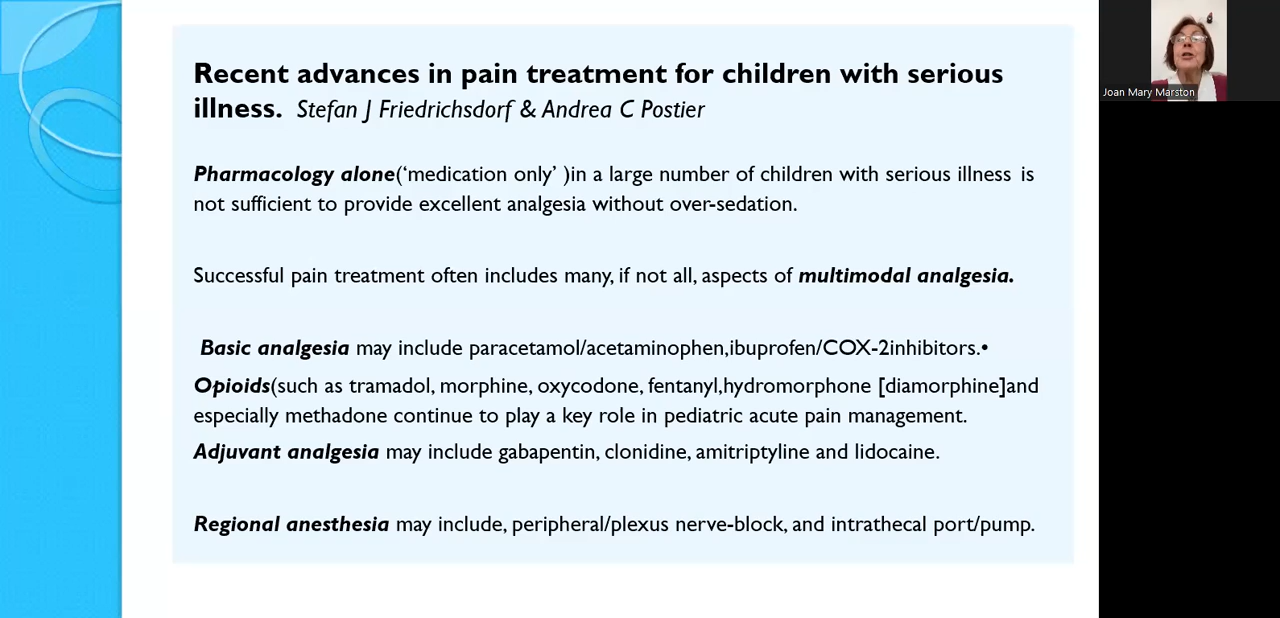 Recent advances in pain treatment for children with serious
illness. Stefan J Friedrichsdorf & Andrea C Postier
Pharmacology alone(‘medication only’ )in a large number of children with serious illness is
not sufficient to provide excellent analgesia without over-sedation.
Successful pain treatment often includes many, if not all, aspects of multimodal analgesia.
Basic analgesia may include paracetamol/acetaminophen,ibuprofen/COX-2inhibitors.•
Opioids(such as tramadol, morphine, oxycodone, fentanyl,hydromorphone [diamorphine]and
especially methadone continue to play a key role in pediatric acute pain management.
Adjuvant analgesia may include gabapentin, clonidine, amitriptyline and lidocaine.
Regional anesthesia may include, peripheral/plexus nerve-block, and intrathecal port/pump.
Joan Mary Marston